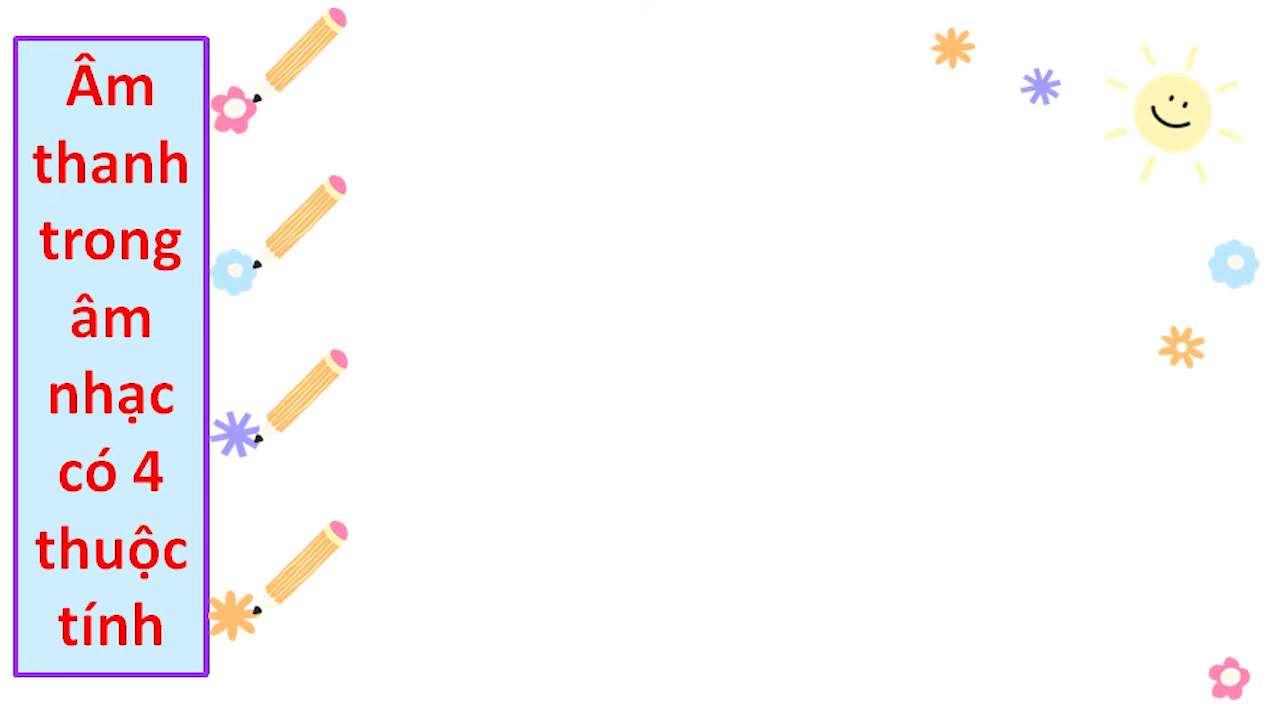 Âm
thanh
trong
âm
nhạc
có 4
thuộc
tính